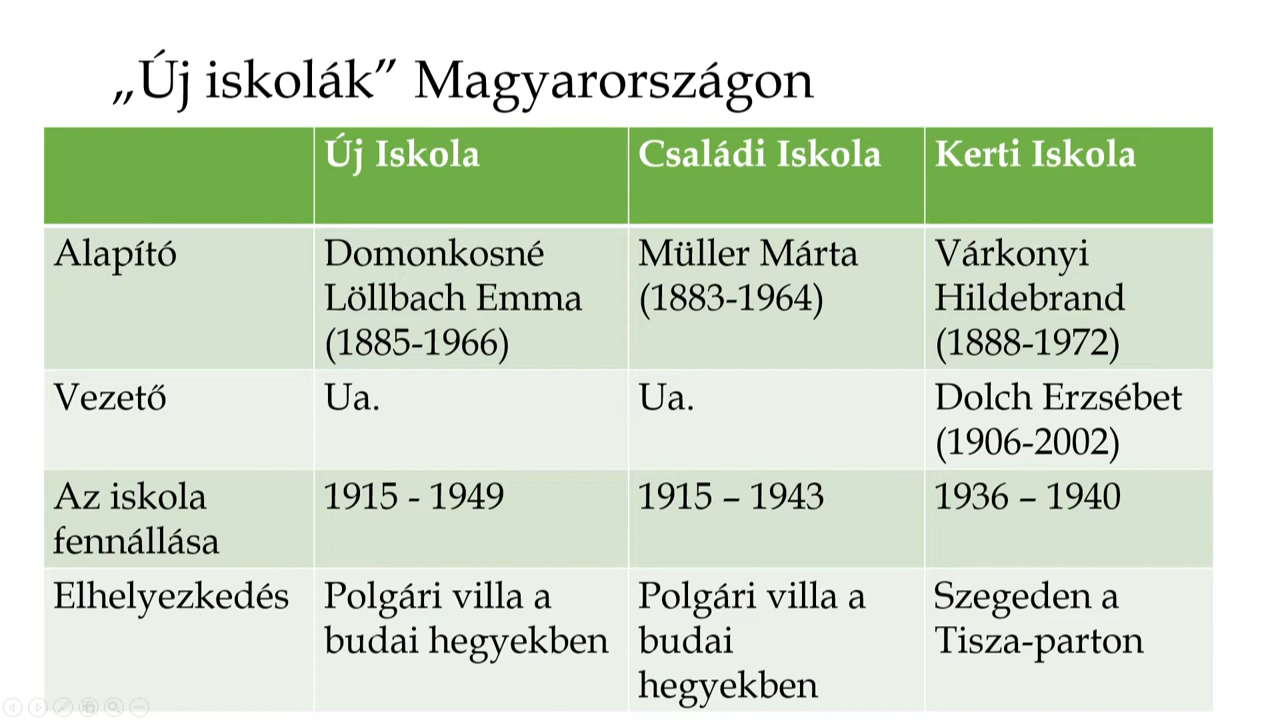 „Új iskolák” Magyarországon
Új Iskola
Családi Iskola
Kerti Iskola
Alapító
Domonkosné
Löllbach Emma
(1885-1966)
Müller Márta
(1883-1964)
Várkonyi
Hildebrand
(1888-1972)
Vezető
Ua.
Ua.
Dolch Erzsébet
(1906-2002)
Az iskola
fennállása
1915 - 1949
1915 – 1943
1936 – 1940
Elhelyezkedés
Polgári villa a
budai hegyekben
Polgári villa a
budai
hegyekben
Szegeden a
Tisza-parton